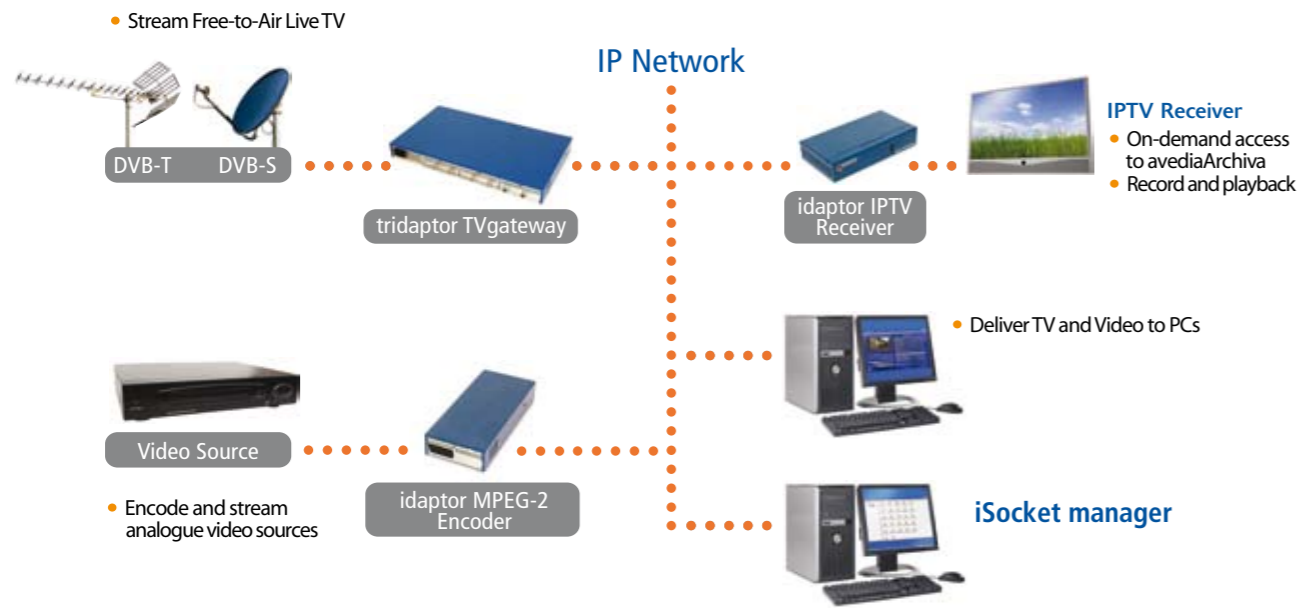 • Stream Free-to-Air Live TV
IP Network
DVB-T DVB-S
tridaptor TVgateway
idaptor IPTV
Receiver
IPTV Receiver
• On-demand access
to avediaArchiva
• Record and playback
• Deliver TV and Video to PCs
Video Source
• Encode and stream
analogue video sources
idaptor MPEG-2
Encoder
iSocket manager